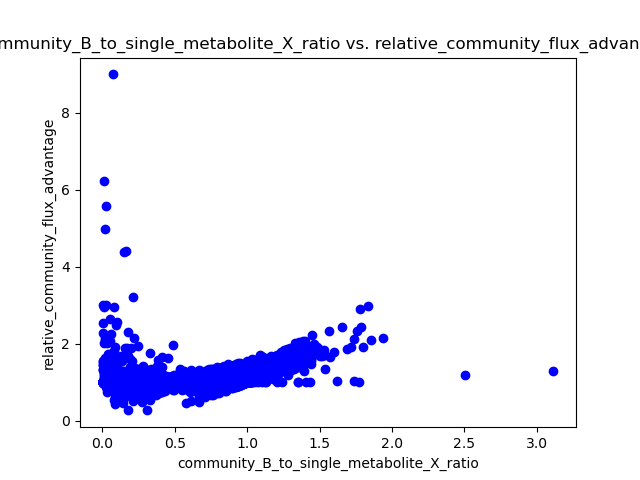 mmunity_B_to_single_metabolite_X_ratio vs. relative_community_flux_advan
relative_community_flux_advantage
8
6
4
2
0
0.0 0.5 1.0 1.5 2.0 2.5 3.0
community_B_to_single_metabolite_X_ratio